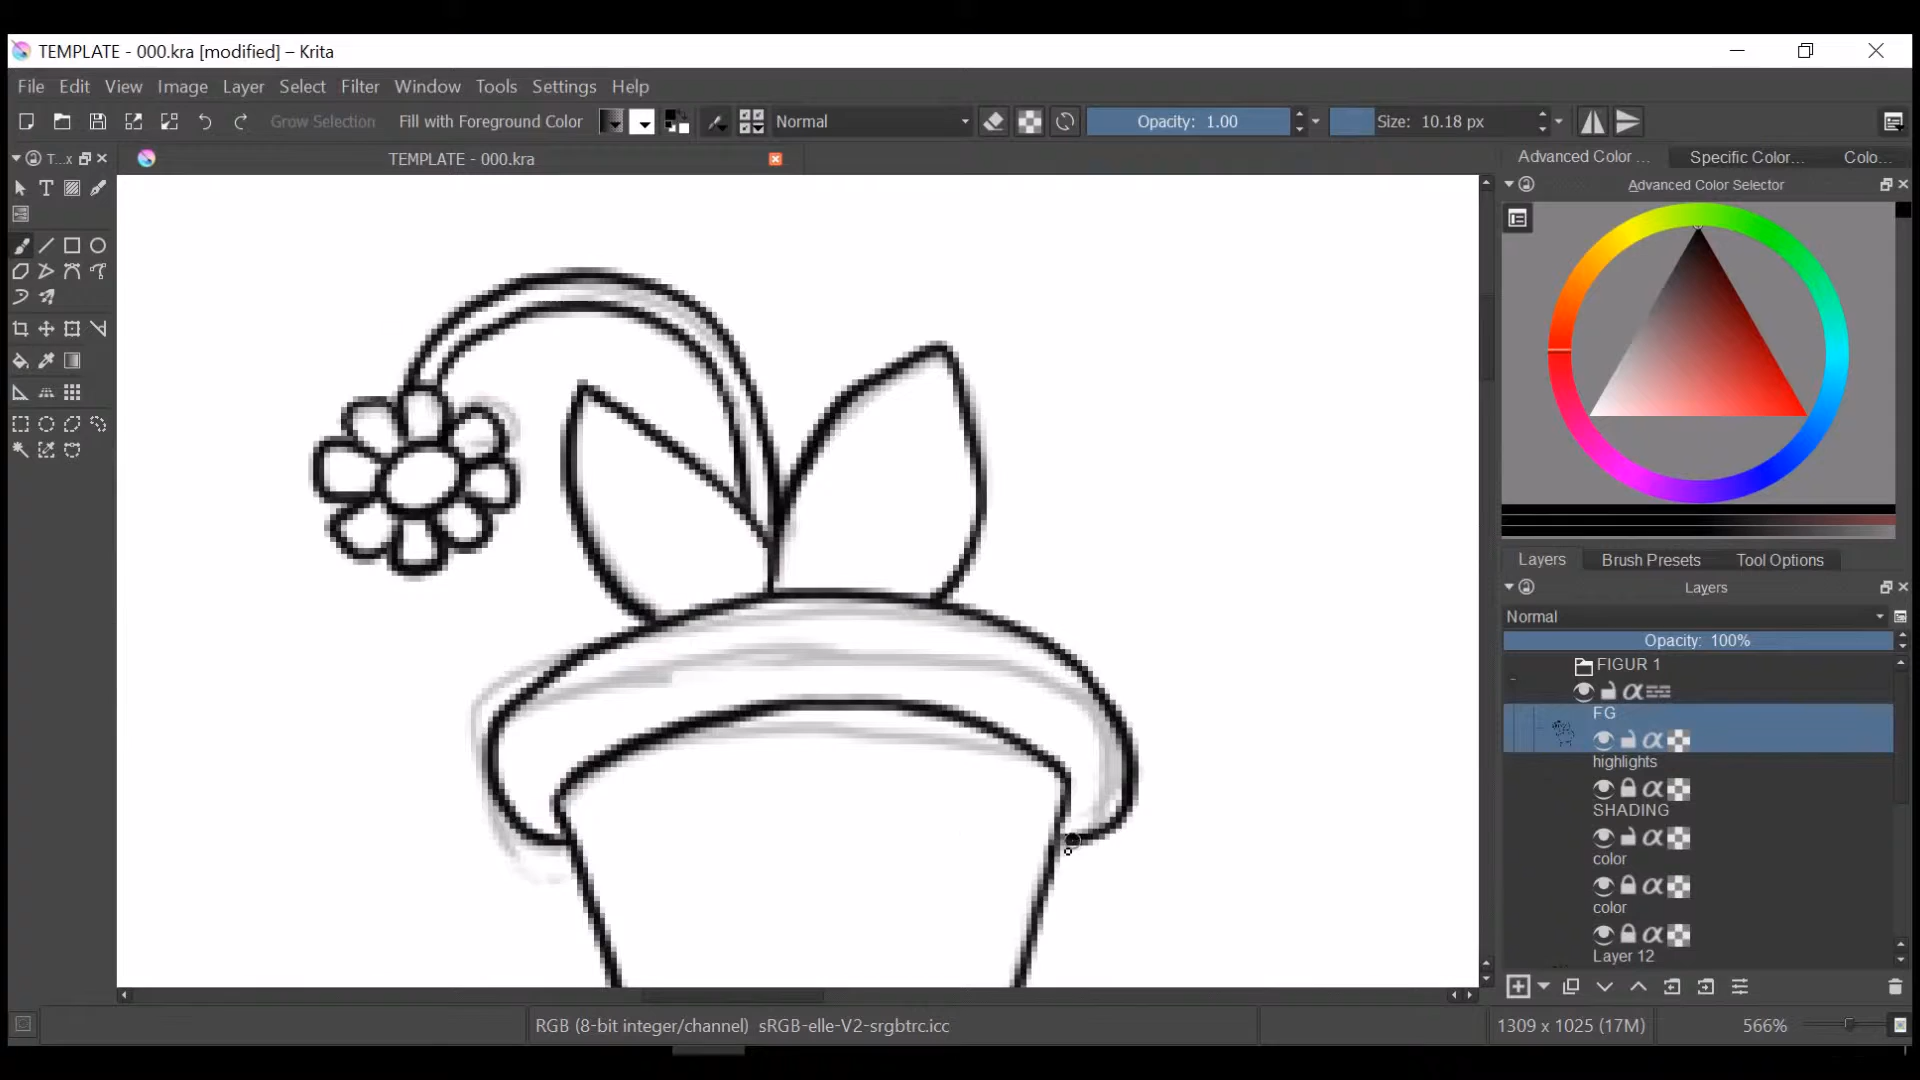 TEMPLATE - 000.kra [modified] – Krita
File Edit View Image Layer Select Filter Window Tools Settings Help
Grow Selection Fill with Foreground Color Normal Opacity: 1.00 Size: 10.18 px
T...x TEMPLATE - 000.kra Advanced Color ... Specific Color... Colo...
Advanced Color Selector
Layers Brush Presets Tool Options
Layers
Normal
Opacity: 100%
FIGUR 1
FG
highlights
SHADING
color
color
Layer 12
RGB (8-bit integer/channel) sRGB-elle-V2-srgbtrc.icc 1309 x 1025 (17M) 566%